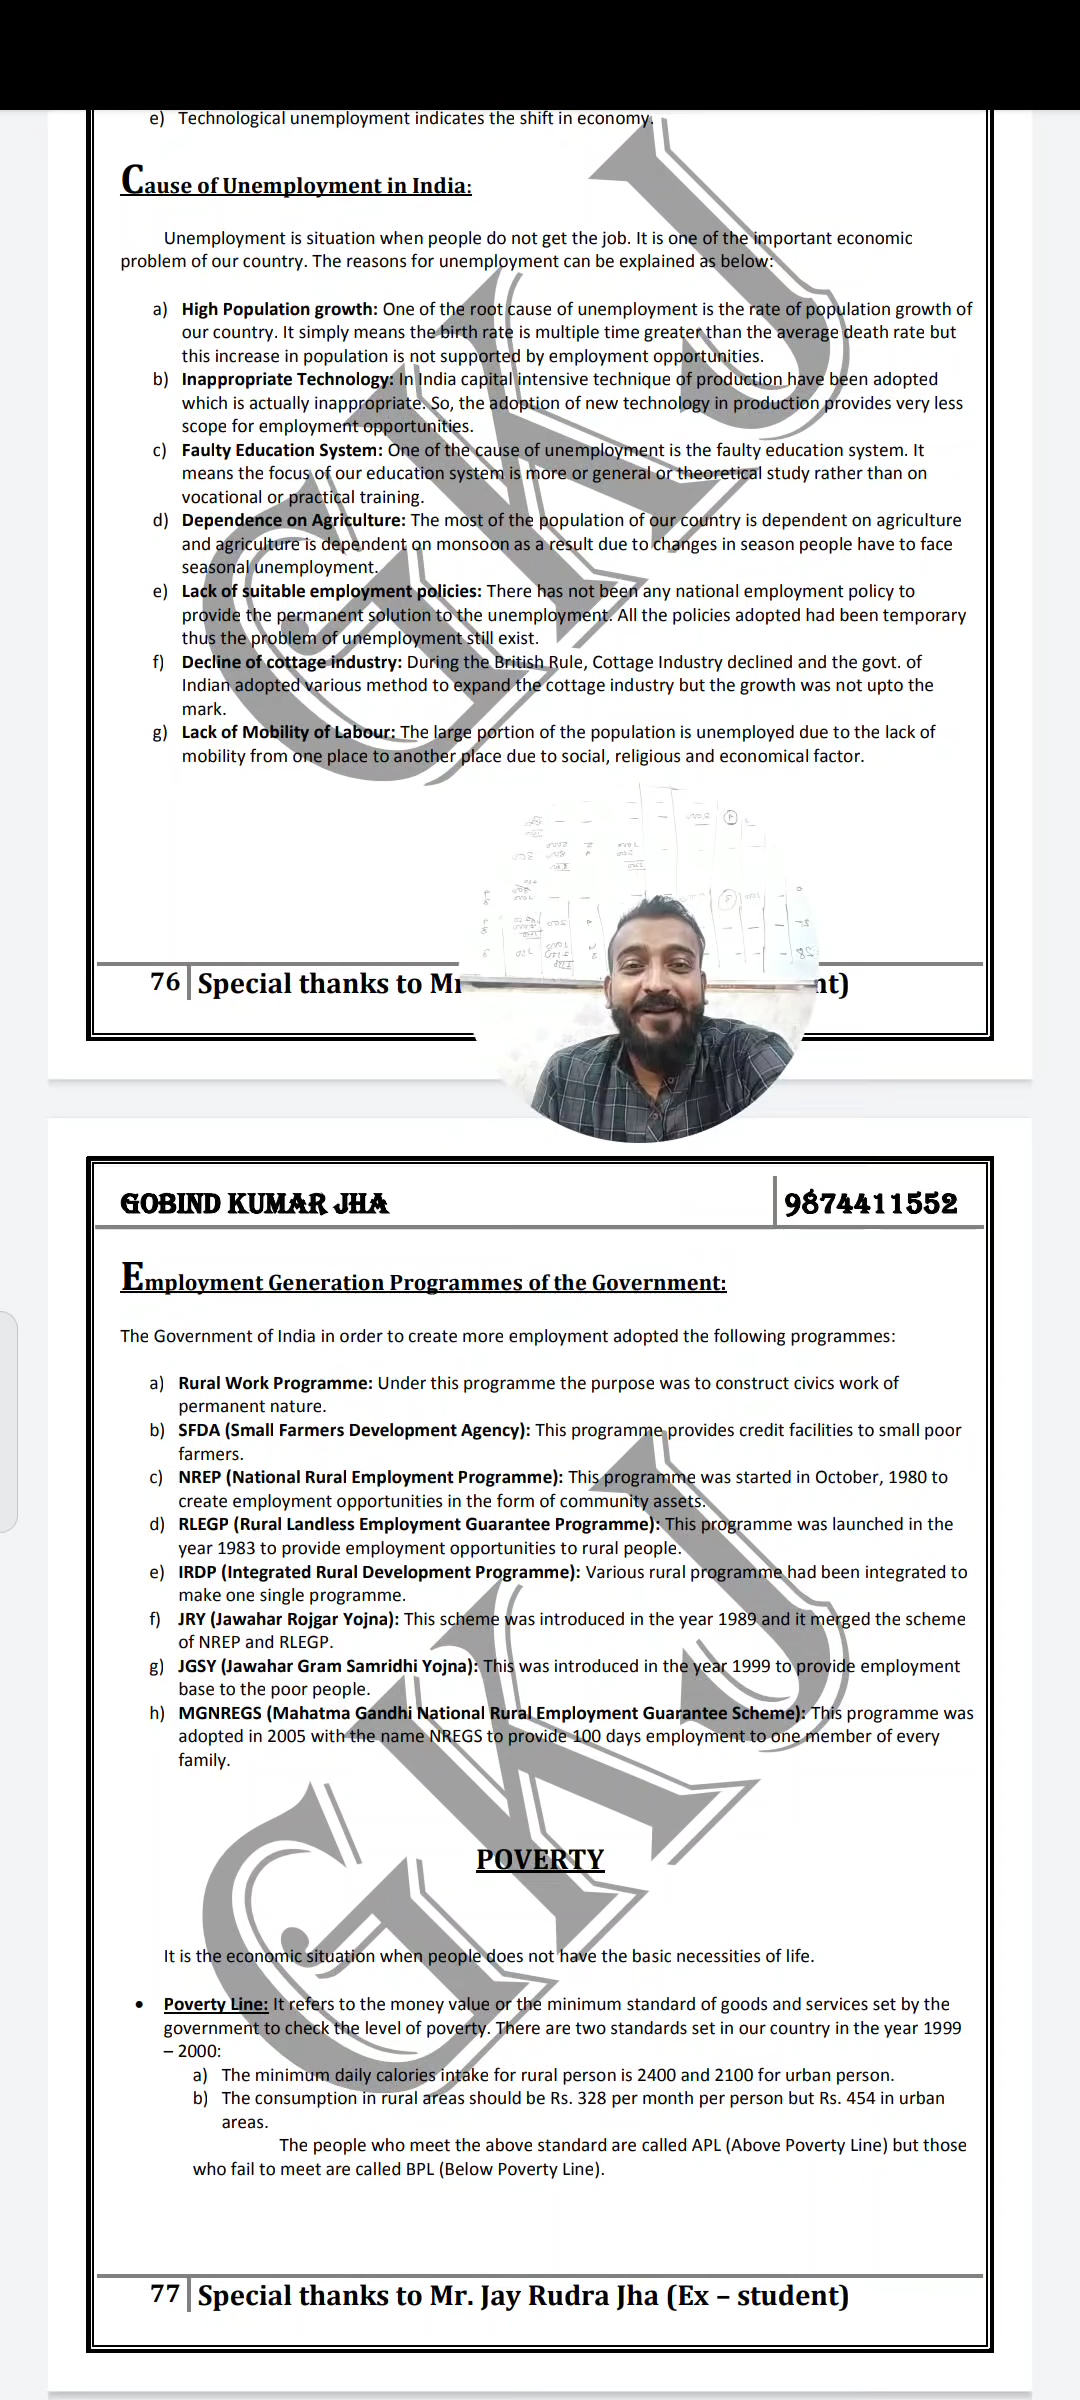 e) Technological unemployment indicates the shift in economy.
Cause of Unemployment in India:
Unemployment is situation when people do not get the job. It is one of the important economic
problem of our country. The reasons for unemployment can be explained as below:
a) High Population growth: One of the root cause of unemployment is the rate of population growth of
our country. It simply means the birth rate is multiple time greater than the average death rate but
this increase in population is not supported by employment opportunities.
b) Inappropriate Technology: In India capital intensive technique of production have been adopted
which is actually inappropriate. So, the adoption of new technology in production provides very less
scope for employment opportunities.
c) Faulty Education System: One of the cause of unemployment is the faulty education system. It
means the focus of our education system is more or general or theoretical study rather than on
vocational or practical training.
d) Dependence on Agriculture: The most of the population of our country is dependent on agriculture
and agriculture is dependent on monsoon as a result due to changes in season people have to face
seasonal unemployment.
e) Lack of suitable employment policies: There has not been any national employment policy to
provide the permanent solution to the unemployment. All the policies adopted had been temporary
thus the problem of unemployment still exist.
f) Decline of cottage industry: During the British Rule, Cottage Industry declined and the govt. of
Indian adopted various method to expand the cottage industry but the growth was not upto the
mark.
g) Lack of Mobility of Labour: The large portion of the population is unemployed due to the lack of
mobility from one place to another place due to social, religious and economical factor.
GKJ
76 Special thanks to
GOBIND KUMAR JHA 9874411552
Employment Generation Programmes of the Government:
The Government of India in order to create more employment adopted the following programmes:
a) Rural Work Programme: Under this programme the purpose was to construct civics work of
permanent nature.
b) SFDA (Small Farmers Development Agency): This programme provides credit facilities to small poor
farmers.
c) NREP (National Rural Employment Programme): This programme was started in October, 1980 to
create employment opportunities in the form of community assets.
d) RLEGP (Rural Landless Employment Guarantee Programme): This programme was launched in the
year 1983 to provide employment opportunities to rural people.
e) IRDP (Integrated Rural Development Programme): Various rural programme had been integrated to
make one single programme.
f) JRY (Jawahar Rojgar Yojna): This scheme was introduced in the year 1989 and it merged the scheme
of NREP and RLEGP.
g) JGSY (Jawahar Gram Samridhi Yojna): This was introduced in the year 1999 to provide employment
base to the poor people.
h) MGNREGS (Mahatma Gandhi National Rural Employment Guarantee Scheme): This programme was
adopted in 2005 with the name NREGS to provide 100 days employment to one member of every
family.
GKJ
POVERTY
It is the economic situation when people does not have the basic necessities of life.
• Poverty Line: It refers to the money value or the minimum standard of goods and services set by the
government to check the level of poverty. There are two standards set in our country in the year 1999
– 2000:
a) The minimum daily calories intake for rural person is 2400 and 2100 for urban person.
b) The consumption in rural areas should be Rs. 328 per month per person but Rs. 454 in urban
areas.
The people who meet the above standard are called APL (Above Poverty Line) but those
who fail to meet are called BPL (Below Poverty Line).
77 Special thanks to Mr. Jay Rudra Jha (Ex – student)